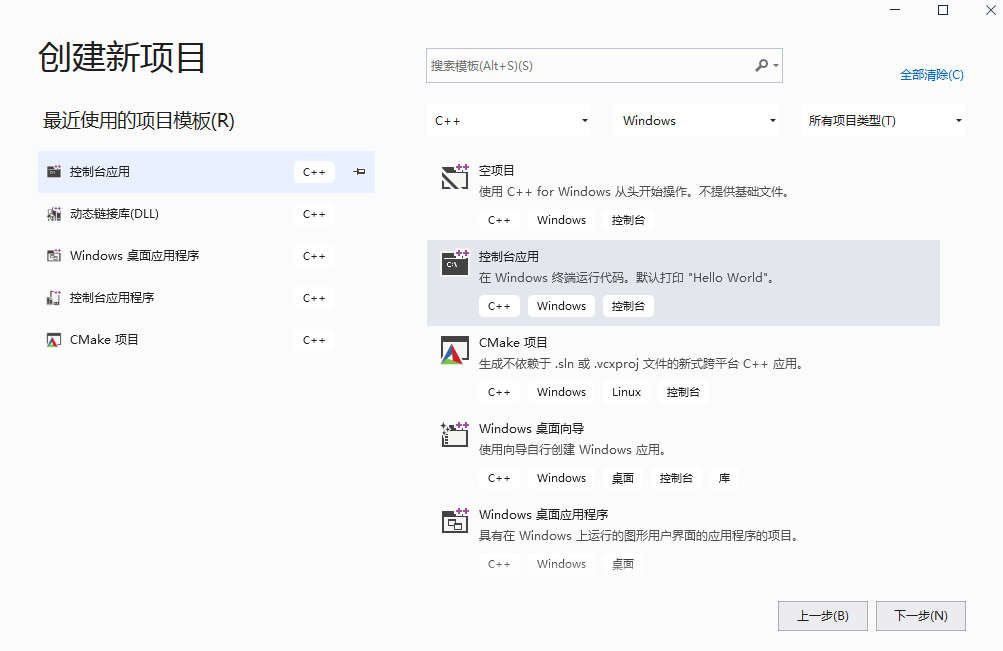 创建新项目
最近使用的项目模板(R)
控制台应用 C++
动态链接库(DLL) C++
Windows 桌面应用程序 C++
控制台应用程序 C++
CMake 项目 C++
搜索模板(Alt+S)(S)
全部清除(C)
C++ Windows 所有项目类型(T)
空项目
使用 C++ for Windows 从头开始操作。不提供基础文件。
C++ Windows 控制台
控制台应用
在 Windows 终端运行代码。默认打印 "Hello World"。
C++ Windows 控制台
CMake 项目
生成不依赖于 .sln 或 .vcxproj 文件的新式跨平台 C++ 应用。
C++ Windows Linux 控制台
Windows 桌面向导
使用向导自行创建 Windows 应用。
C++ Windows 桌面 控制台 库
Windows 桌面应用程序
具有在 Windows 上运行的图形用户界面的应用程序的项目。
C++ Windows 桌面
上一步(B) 下一步(N)